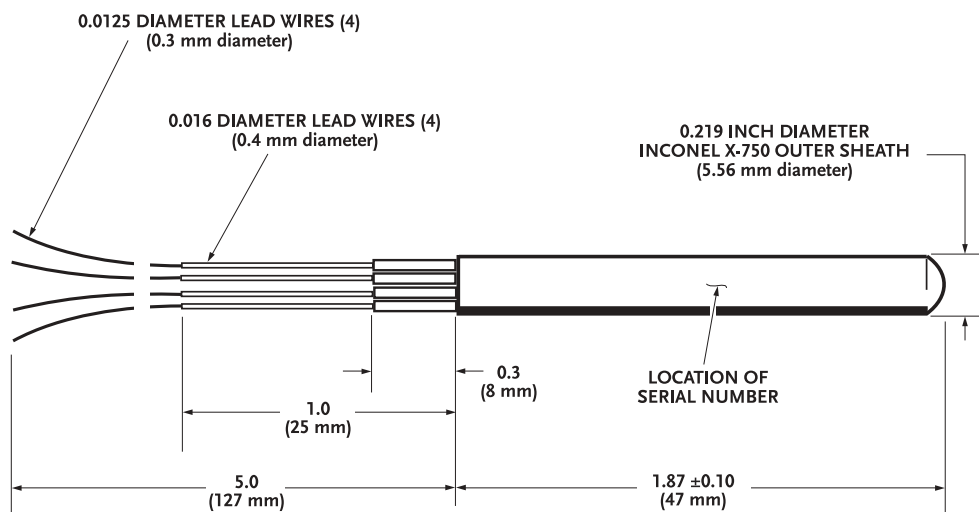 0.0125 DIAMETER LEAD WIRES (4)
(0.3 mm diameter)
0.016 DIAMETER LEAD WIRES (4)
(0.4 mm diameter)
0.219 INCH DIAMETER
INCONEL X-750 OUTER SHEATH
(5.56 mm diameter)
0.3
(8 mm)
LOCATION OF
SERIAL NUMBER
1.0
(25 mm)
5.0
(127 mm)
1.87 ±0.10
(47 mm)